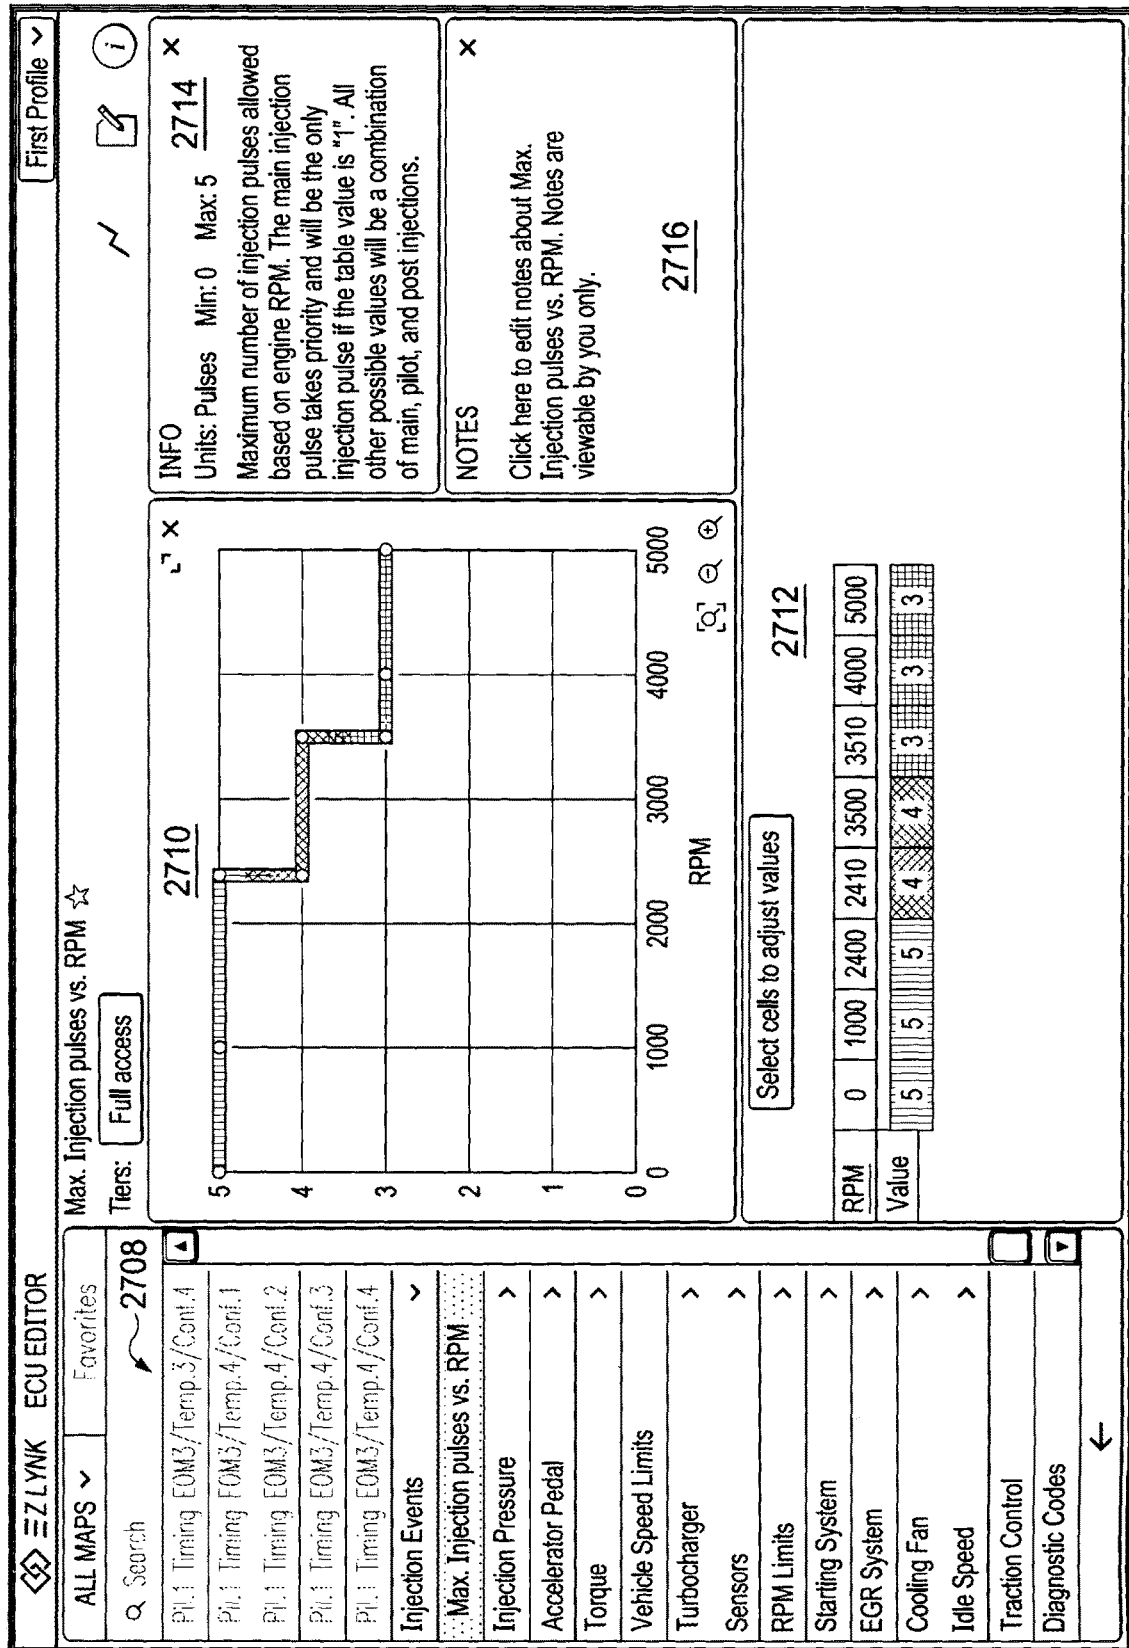 EZ LYNK ECU EDITOR
First Profile
ALL MAPS
Favorites
Search
2708
Pil.1 Timing EOM3/Temp.3/Conf.4
Pil.1 Timing EOM3/Temp.4/Conf.1
Pil.1 Timing EOM3/Temp.4/Conf.2
Pil.1 Timing EOM3/Temp.4/Conf.3
Pil.1 Timing EOM3/Temp.4/Conf.4
Injection Events
Max. Injection pulses vs. RPM
Injection Pressure
Accelerator Pedal
Torque
Vehicle Speed Limits
Turbocharger
Sensors
RPM Limits
Starting System
EGR System
Cooling Fan
Idle Speed
Traction Control
Diagnostic Codes
Max. Injection pulses vs. RPM
Tiers: Full access
2710
5
4
3
2
1
0
0 1000 2000 3000 4000 5000
RPM
INFO
2714
Units: Pulses Min: 0 Max: 5
Maximum number of injection pulses allowed
based on engine RPM. The main injection
pulse takes priority and will be the only
injection pulse if the table value is "1". All
other possible values will be a combination
of main, pilot, and post injections.
NOTES
Click here to edit notes about Max.
Injection pulses vs. RPM. Notes are
viewable by you only.
2716
Select cells to adjust values
2712
RPM 0 1000 2400 2410 3500 3510 4000 5000
Value 5 5 5 4 4 3 3 3